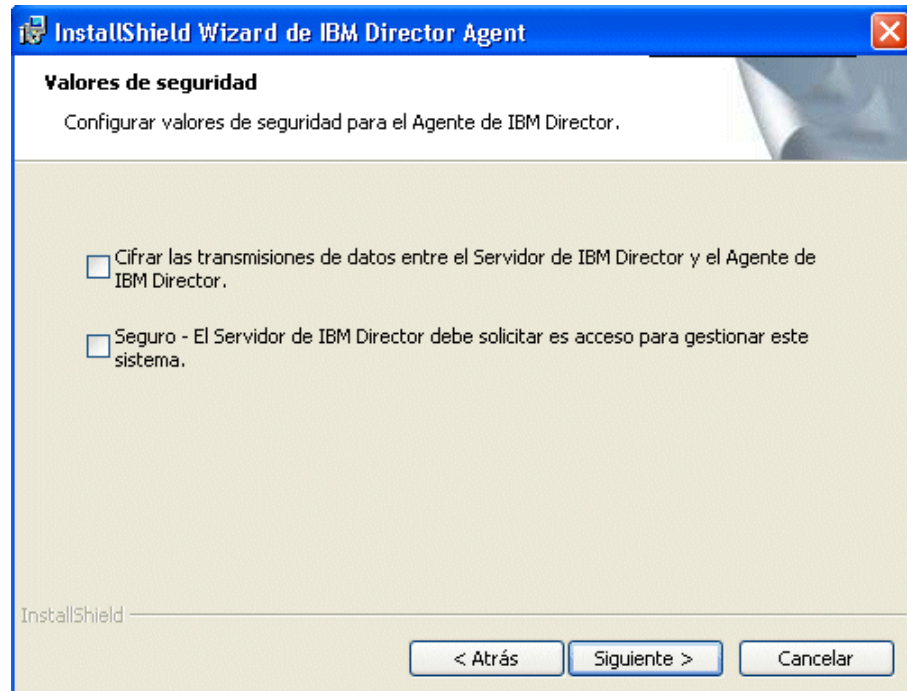 InstallShield Wizard de IBM Director Agent
Valores de seguridad
Configurar valores de seguridad para el Agente de IBM Director.
Cifrar las transmisiones de datos entre el Servidor de IBM Director y el Agente de
IBM Director.
Seguro - El Servidor de IBM Director debe solicitar es acceso para gestionar este
sistema.
InstallShield
< Atrás
Siguiente >
Cancelar